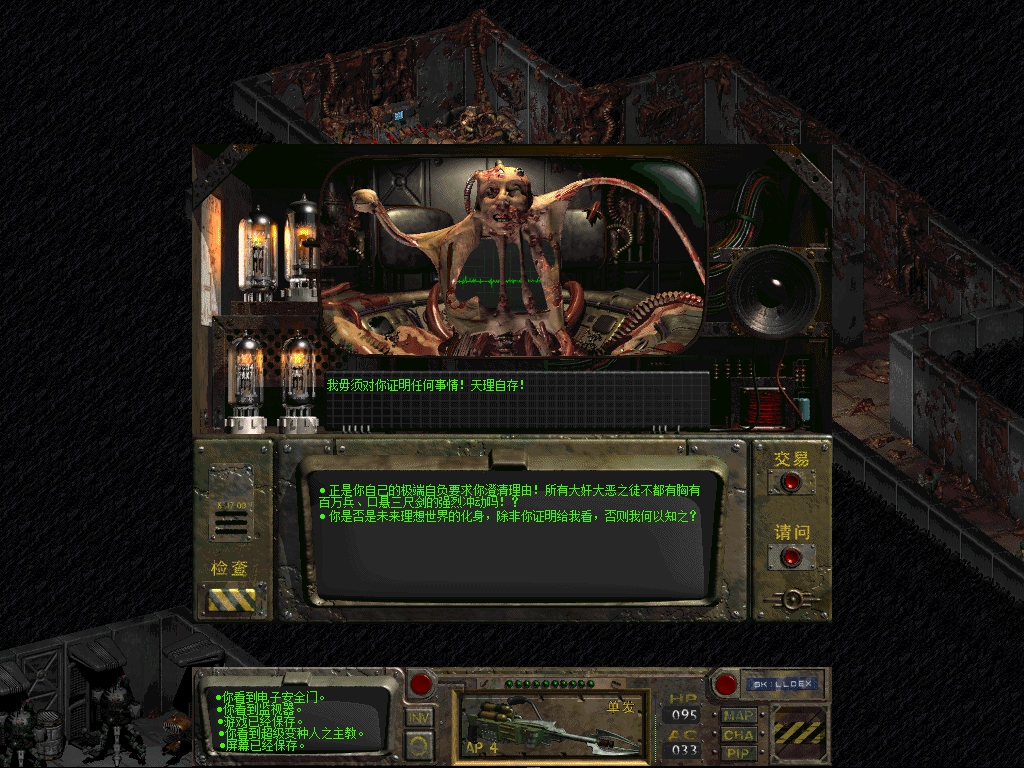 我毋须对你证明任何事情！天理自存！
●正是你自己的极端自负要求你澄清理由！所有大奸大恶之徒不都有胸有
百万兵、口悬三尺剑的强烈冲动吗！？
●你是否是未来理想世界的化身，除非你证明给我看，否则我何以知之？
交易
请问
检查
●你看到电子安全门。
●你看到监视器。
●游戏已经保存。
●你看到超级变种人之主教。
●屏幕已经保存。
INV
单发
AP 4
HP
095
AC
033
SKILLDEX
MAP
CHA
PIP